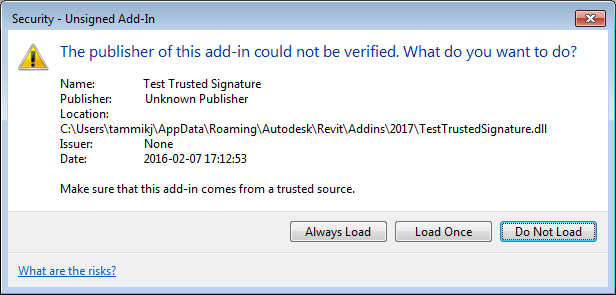 Security - Unsigned Add-In
The publisher of this add-in could not be verified. What do you want to do?
Name: Test Trusted Signature
Publisher: Unknown Publisher
Location:
C:\Users\tammikj\AppData\Roaming\Autodesk\Revit\Addins\2017\TestTrustedSignature.dll
Issuer: None
Date: 2016-02-07 17:12:53
Make sure that this add-in comes from a trusted source.
Always Load Load Once Do Not Load
What are the risks?